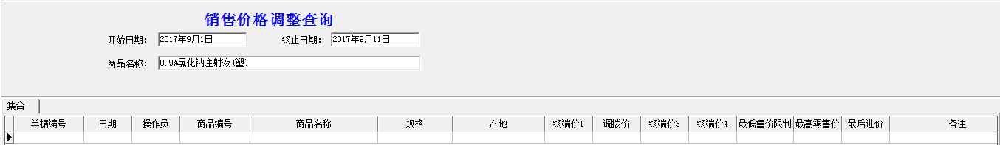 销售价格调整查询
开始日期： 2017年9月1日 终止日期： 2017年9月11日
商品名称： 0.9%氯化钠注射液(塑)
集合
单据编号 日期 操作员 商品编号 商品名称 规格 产地 终端价1 调拨价 终端价3 终端价4 最低售价限制 最高零售价 最后进价 备注